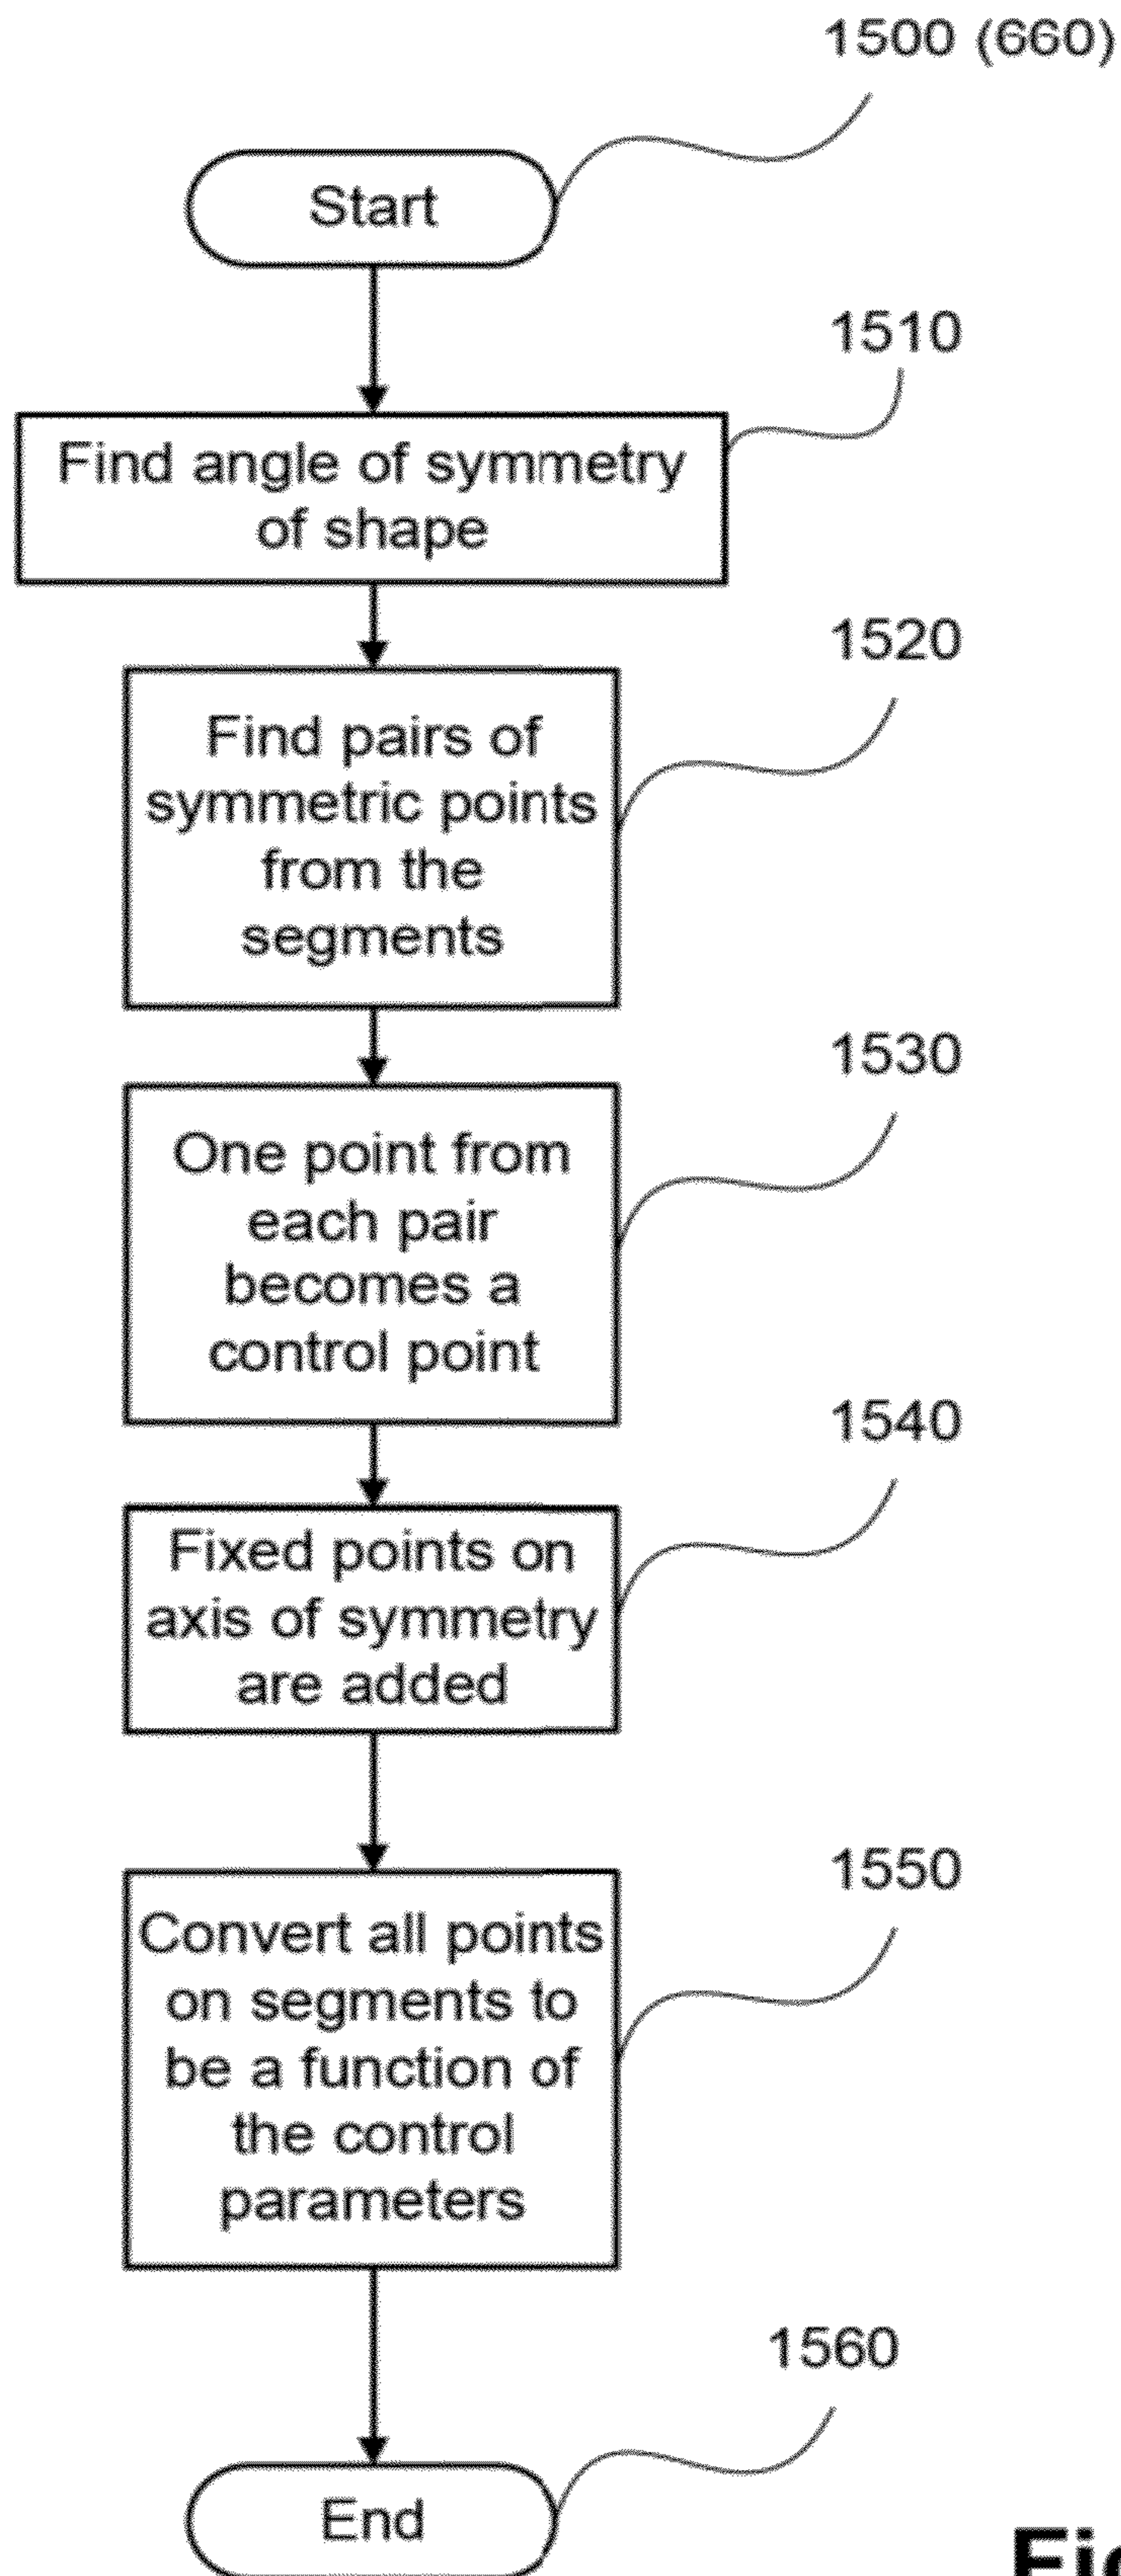 1500 (660)
Start
1510
Find angle of symmetry
of shape
1520
Find pairs of
symmetric points
from the
segments
1530
One point from
each pair
becomes a
control point
1540
Fixed points on
axis of symmetry
are added
1550
Convert all points
on segments to
be a function of
the control
parameters
1560
End